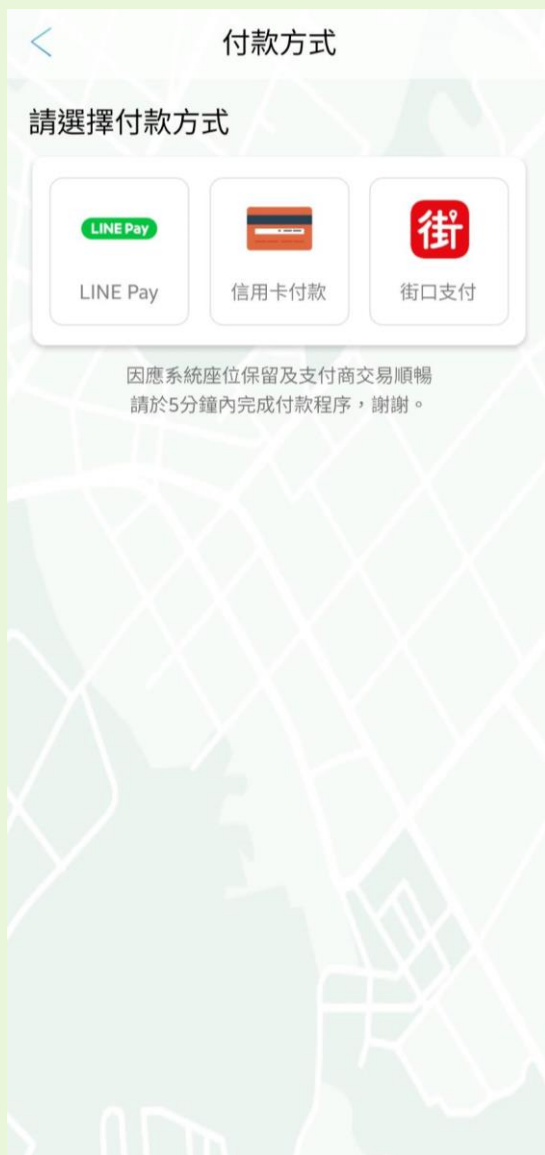 付款方式
請選擇付款方式
LINE Pay
街
LINE Pay
信用卡付款
街口支付
因應系統座位保留及支付商交易順暢
請於5分鐘內完成付款程序，謝謝。